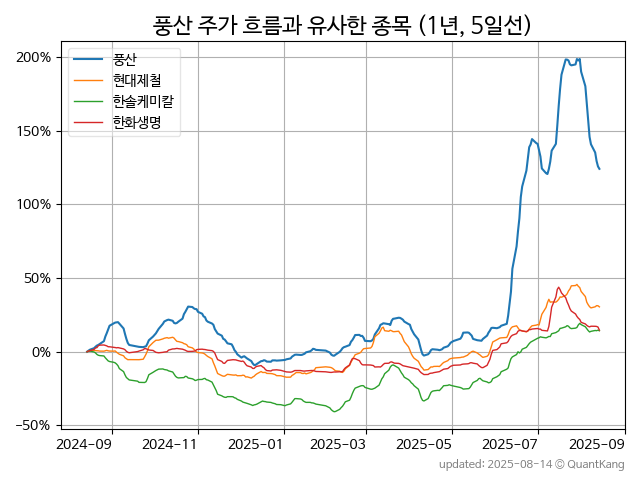 풍산 주가 흐름과 유사한 종목 (1년, 5일선)
풍산
현대제철
한솔케미칼
한화생명
200%
150%
100%
50%
0%
−50%
2024-09 2024-11 2025-01 2025-03 2025-05 2025-07 2025-09
updated: 2025-08-14 © QuantKang